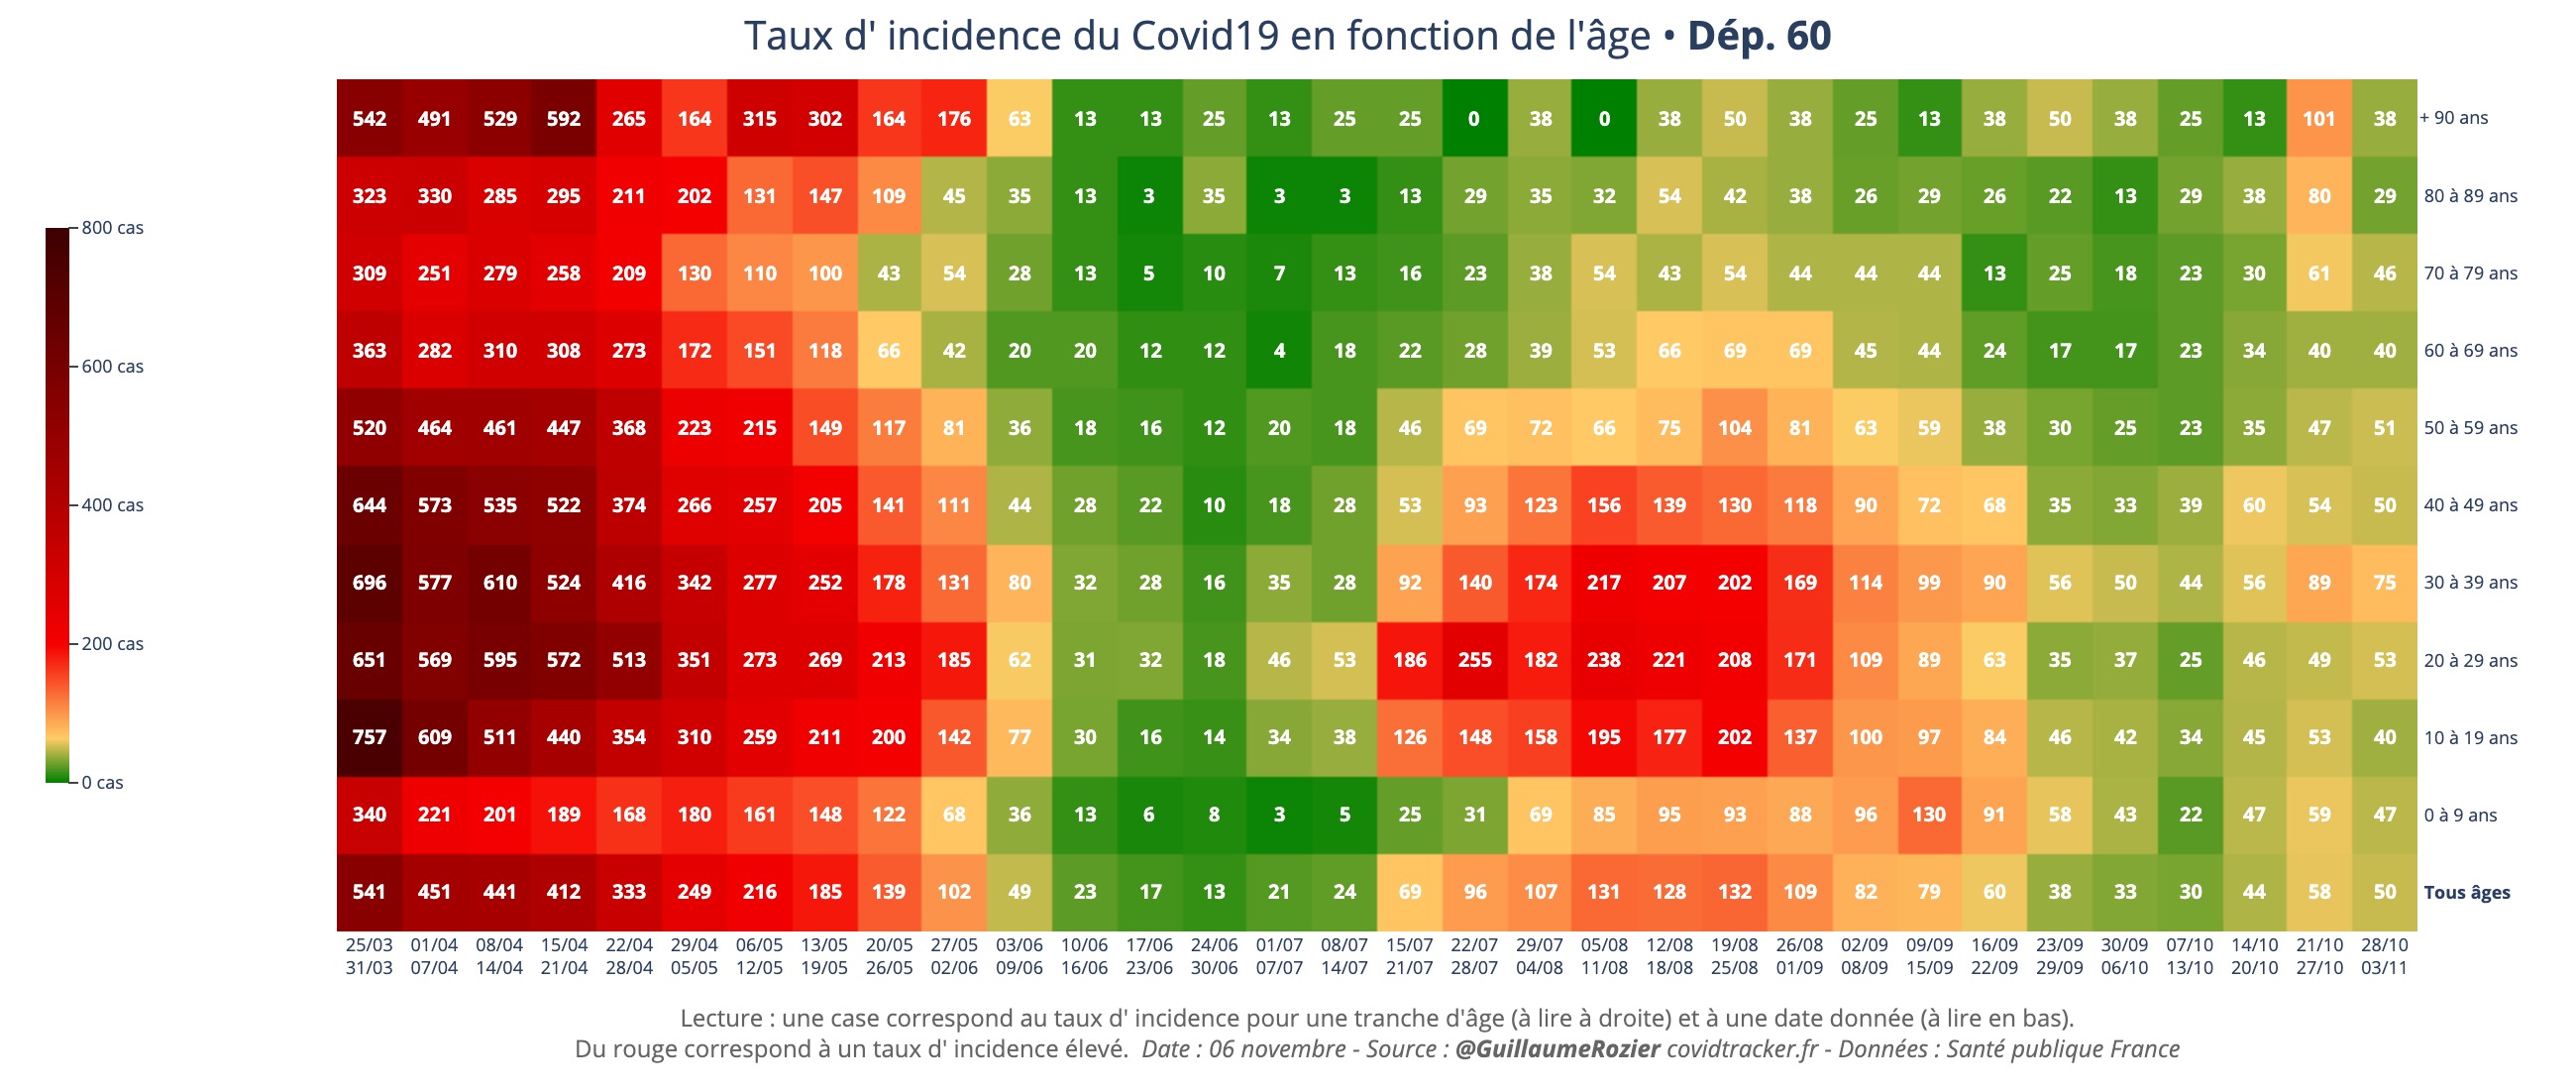 Taux d' incidence du Covid19 en fonction de l'âge • Dép. 60
800 cas
600 cas
400 cas
200 cas
0 cas
542 491 529 592 265 164 315 302 164 176 63 13 13 25 13 25 25 0 38 0 38 50 38 25 13 38 50 38 25 13 101 38 + 90 ans
323 330 285 295 211 202 131 147 109 45 35 13 3 35 3 3 13 29 35 32 54 42 38 26 29 26 22 13 29 38 80 29 80 à 89 ans
309 251 279 258 209 130 110 100 43 54 28 13 5 10 7 13 16 23 38 54 43 54 44 44 44 13 25 18 23 30 61 46 70 à 79 ans
363 282 310 308 273 172 151 118 66 42 20 20 12 12 4 18 22 28 39 53 66 69 69 45 44 24 17 17 23 34 40 40 60 à 69 ans
520 464 461 447 368 223 215 149 117 81 36 18 16 12 20 18 46 69 72 66 75 104 81 63 59 38 30 25 23 35 47 51 50 à 59 ans
644 573 535 522 374 266 257 205 141 111 44 28 22 10 18 28 53 93 123 156 139 130 118 90 72 68 35 33 39 60 54 50 40 à 49 ans
696 577 610 524 416 342 277 252 178 131 80 32 28 16 35 28 92 140 174 217 207 202 169 114 99 90 56 50 44 56 89 75 30 à 39 ans
651 569 595 572 513 351 273 269 213 185 62 31 32 18 46 53 186 255 182 238 221 208 171 109 89 63 35 37 25 46 49 53 20 à 29 ans
757 609 511 440 354 310 259 211 200 142 77 30 16 14 34 38 126 148 158 195 177 202 137 100 97 84 46 42 34 45 53 40 10 à 19 ans
340 221 201 189 168 180 161 148 122 68 36 13 6 8 3 5 25 31 69 85 95 93 88 96 130 91 58 43 22 47 59 47 0 à 9 ans
541 451 441 412 333 249 216 185 139 102 49 23 17 13 21 24 69 96 107 131 128 132 109 82 79 60 38 33 30 44 58 50 Tous âges
25/03 01/04 08/04 15/04 22/04 29/04 06/05 13/05 20/05 27/05 03/06 10/06 17/06 24/06 01/07 08/07 15/07 22/07 29/07 05/08 12/08 19/08 26/08 02/09 09/09 16/09 23/09 30/09 07/10 14/10 21/10 28/10
31/03 07/04 14/04 21/04 28/04 05/05 12/05 19/05 26/05 02/06 09/06 16/06 23/06 30/06 07/07 14/07 21/07 28/07 04/08 11/08 18/08 25/08 01/09 08/09 15/09 22/09 29/09 06/10 13/10 20/10 27/10 03/11
Lecture : une case correspond au taux d' incidence pour une tranche d'âge (à lire à droite) et à une date donnée (à lire en bas).
Du rouge correspond à un taux d' incidence élevé. Date : 06 novembre - Source : @GuillaumeRozier covidtracker.fr - Données : Santé publique France